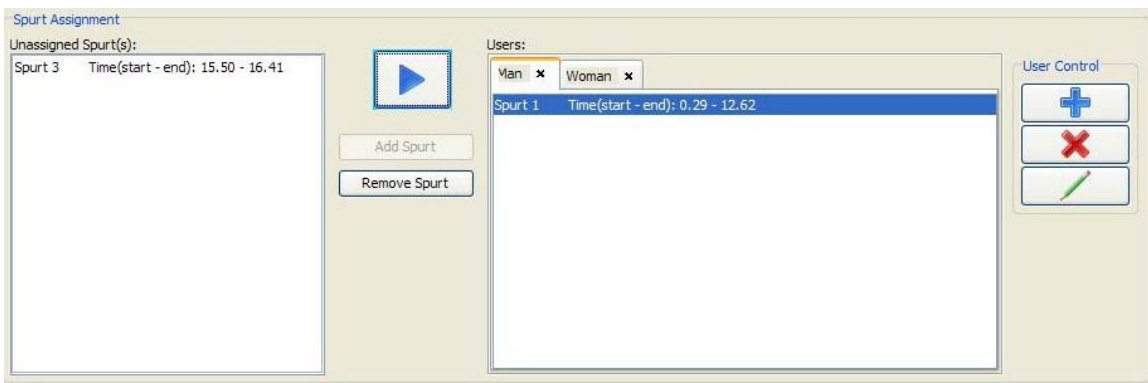 Spurt Assignment
Unassigned Spurt(s):
Spurt 3 Time(start - end): 15.50 - 16.41
Add Spurt
Remove Spurt
Users:
Man × Woman ×
Spurt 1 Time(start - end): 0.29 - 12.62
User Control